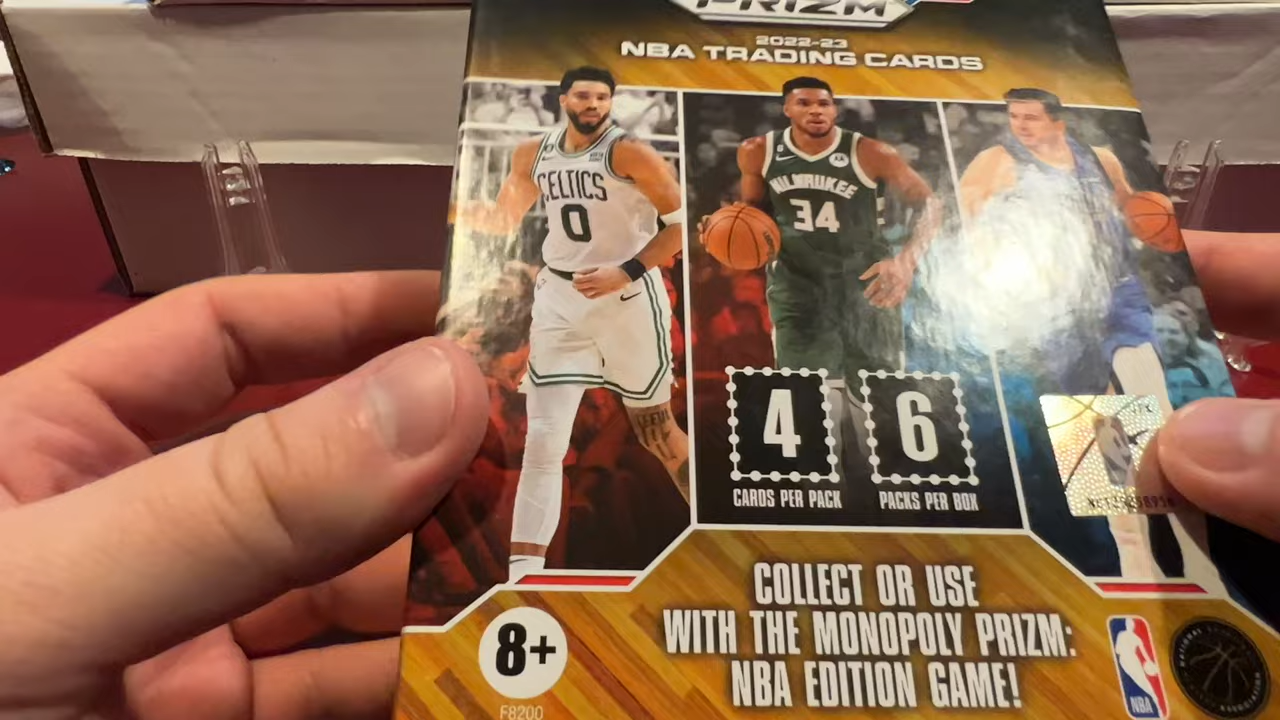 PRIZM
2022-23
NBA TRADING CARDS
CELTICS
0
MILWAUKEE
34
4
6
CARDS PER PACK
PACKS PER BOX
COLLECT OR USE
WITH THE MONOPOLY PRIZM:
NBA EDITION GAME!
8+
F8200
NBA